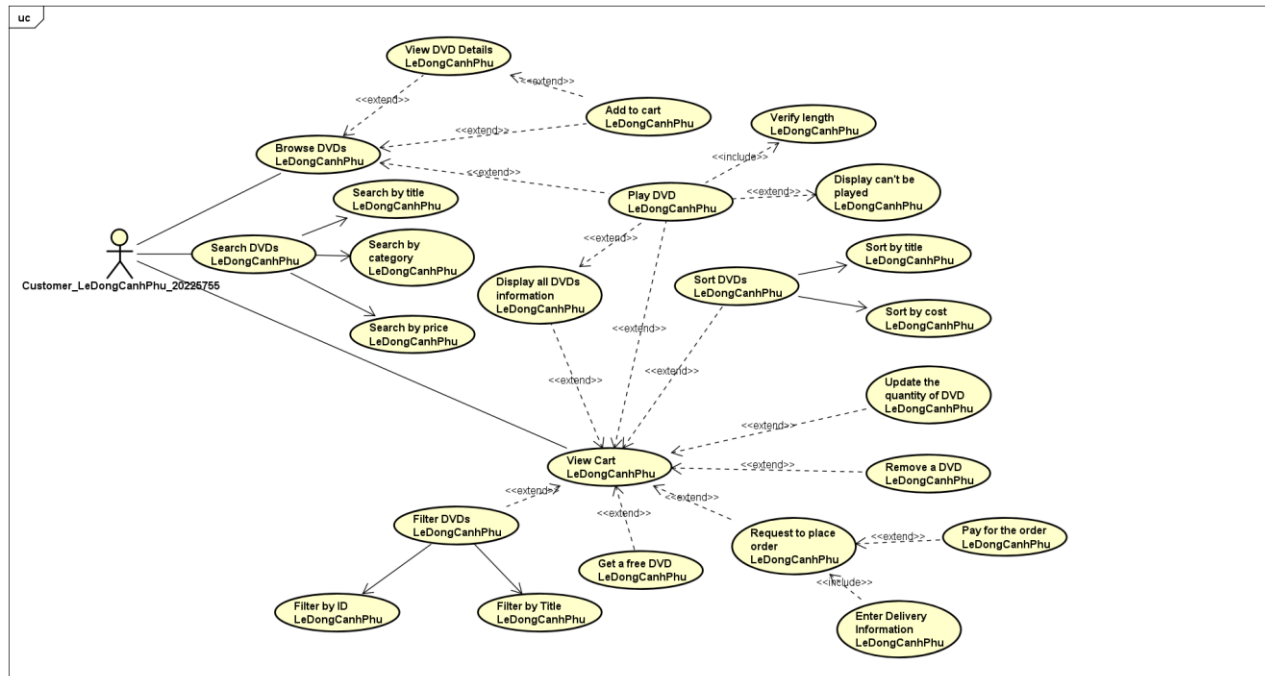 uc
View DVD Details
LeDongCanhPhu
<<extend>>
<<extend>>
Add to cart
LeDongCanhPhu
<<extend>>
Verify length
LeDongCanhPhu
Browse DVDs
LeDongCanhPhu
<<include>>
<<extend>>
Search by title
LeDongCanhPhu
Play DVD
LeDongCanhPhu
<<extend>>
Display can't be
played
LeDongCanhPhu
Search DVDs
LeDongCanhPhu
Search by
category
LeDongCanhPhu
<<extend>>
Sort by title
LeDongCanhPhu
Customer_LeDongCanhPhu_20225755
Display all DVDs
information
LeDongCanhPhu
Sort DVDs
LeDongCanhPhu
Search by price
LeDongCanhPhu
<<extend>>
Sort by cost
LeDongCanhPhu
<<extend>>
<<extend>>
Update the
quantity of DVD
LeDongCanhPhu
<<extend>>
View Cart
LeDongCanhPhu
<<extend>>
Remove a DVD
LeDongCanhPhu
<<extend>>
<<extend>>
<<extend>>
Filter DVDs
LeDongCanhPhu
Request to place
order
LeDongCanhPhu
<<extend>>
Pay for the order
LeDongCanhPhu
Get a free DVD
LeDongCanhPhu
<<include>>
Filter by ID
LeDongCanhPhu
Filter by Title
LeDongCanhPhu
Enter Delivery
Information
LeDongCanhPhu